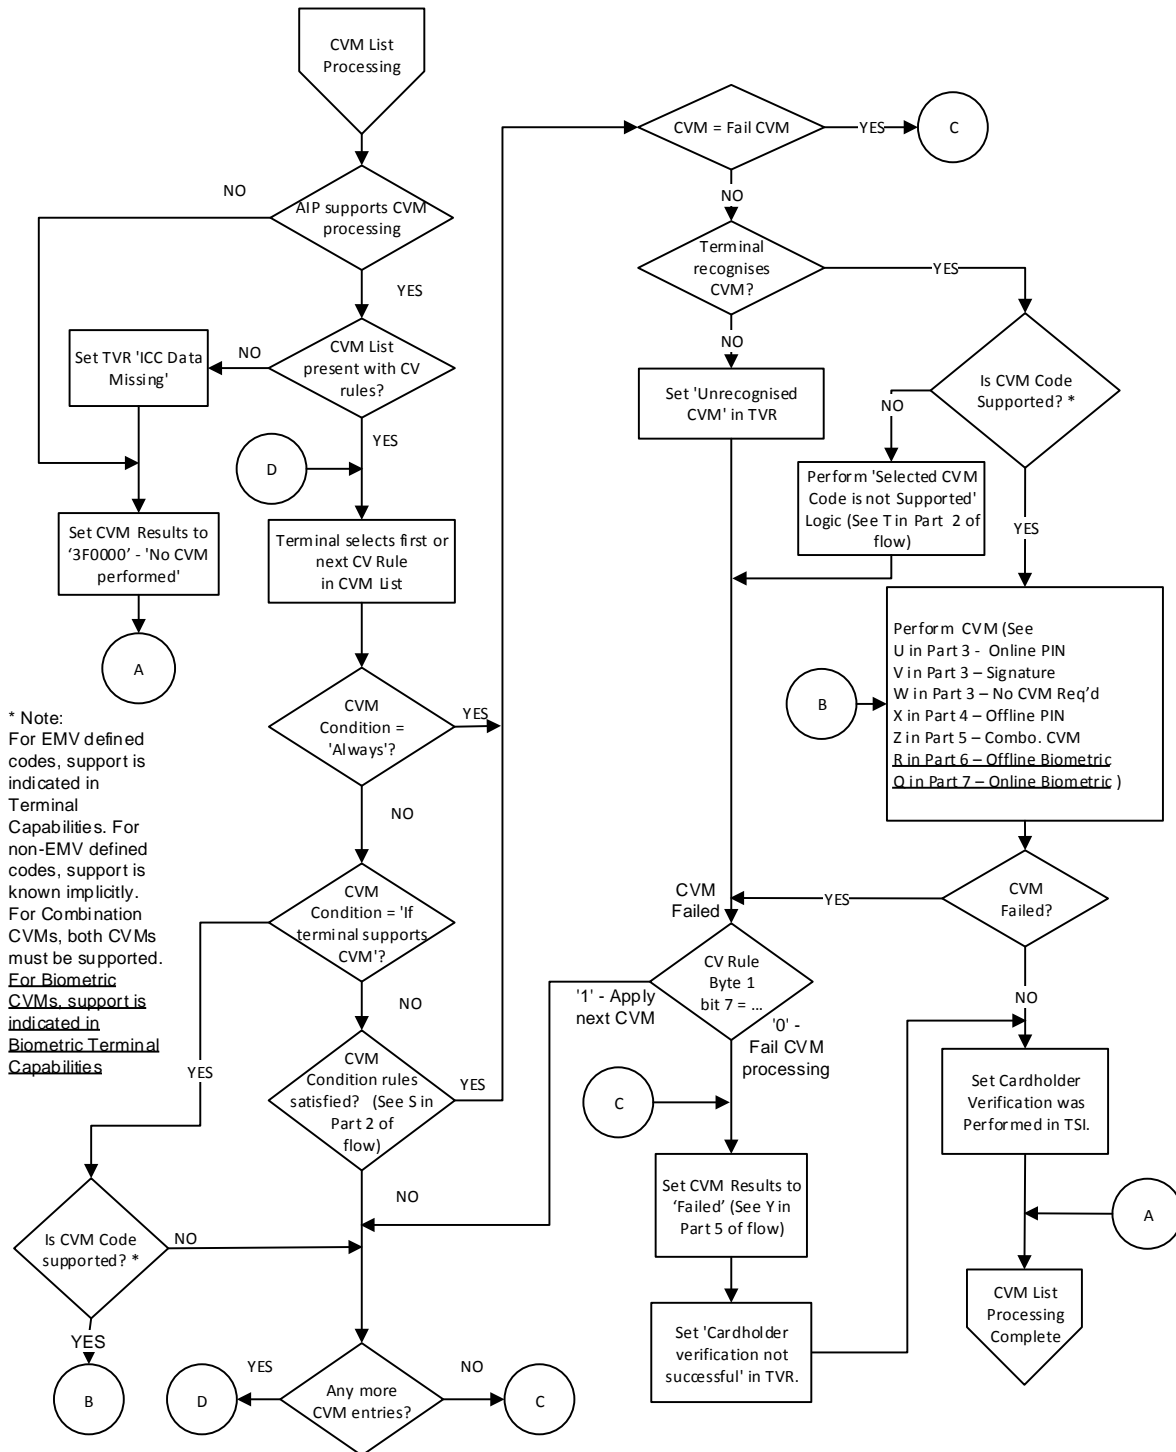 CVM List
Processing
NO
AIP supports CVM
processing
YES
Set TVR 'ICC Data
Missing'
NO
CVM List
present with CV
rules?
YES
D
Set CVM Results to
‘3F0000’ - 'No CVM
performed'
A
Terminal selects first or
next CV Rule
in CVM List
CVM
Condition =
'Always'?
YES
NO
* Note:
For EMV defined
codes, support is
indicated in
Terminal
Capabilities. For
non-EMV defined
codes, support is
known implicitly.
For Combination
CVMs, both CVMs
must be supported.
For Biometric
CVMs, support is
indicated in
Biometric Terminal
Capabilities
CVM
Condition = 'If
terminal supports
CVM'?
YES
NO
CVM
Condition rules
satisfied? (See S in
Part 2 of
flow)
YES
NO
Is CVM Code
supported? *
NO
YES
B
Any more
CVM entries?
YES
D
NO
C
CVM = Fail CVM
YES
C
NO
Terminal
recognises
CVM?
YES
NO
Set 'Unrecognised
CVM' in TVR
Is CVM Code
Supported? *
NO
Perform 'Selected CVM
Code is not Supported'
Logic (See T in Part 2 of
flow)
YES
B
Perform CVM (See
U in Part 3 - Online PIN
V in Part 3 – Signature
W in Part 3 – No CVM Req’d
X in Part 4 – Offline PIN
Z in Part 5 – Combo. CVM
R in Part 6 – Offline Biometric
Q in Part 7 – Online Biometric )
CVM
Failed?
YES
CVM
Failed
NO
CV Rule
Byte 1
bit 7 = ...
'1' - Apply
next CVM
'0' -
Fail CVM
processing
C
Set CVM Results to
‘Failed’ (See Y in
Part 5 of flow)
Set 'Cardholder
verification not
successful' in TVR.
Set Cardholder
Verification was
Performed in TSI.
A
CVM List
Processing
Complete